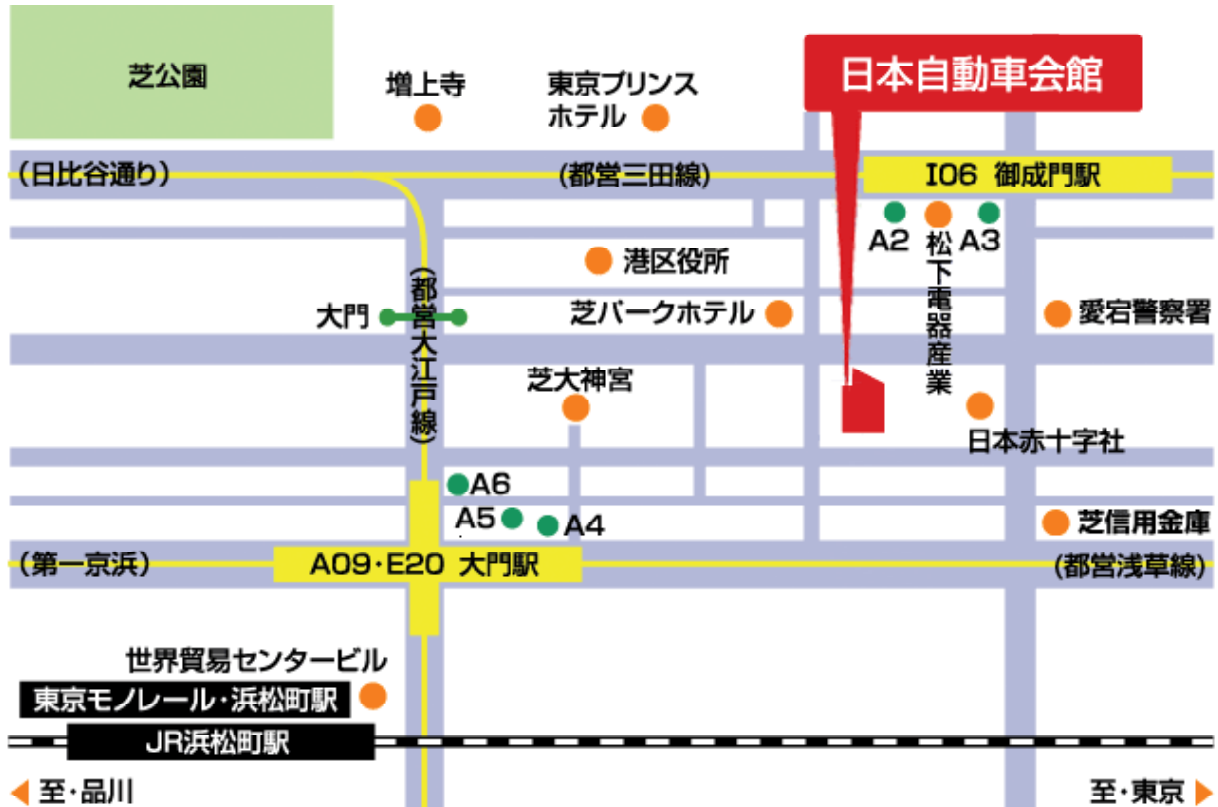 芝公園
増上寺
東京プリンス
ホテル
日本自動車会館
(日比谷通り)
(都営三田線)
I06 御成門駅
A2
松下電器産業
A3
港区役所
(都営大江戸線)
大門
芝パークホテル
愛宕警察署
芝大神宮
日本赤十字社
A6
A5
A4
芝信用金庫
(第一京浜)
A09・E20 大門駅
(都営浅草線)
世界貿易センタービル
東京モノレール・浜松町駅
JR浜松町駅
至・品川
至・東京